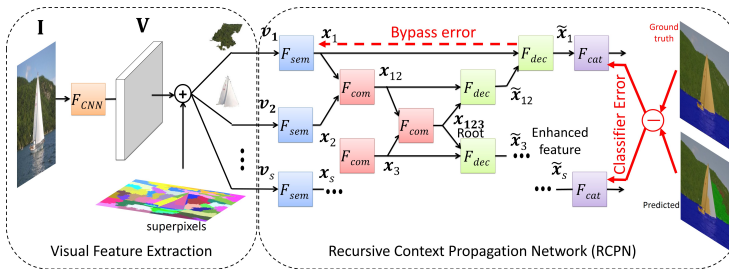 I
V
F_CNN
+
superpixels
Visual Feature Extraction
v_1
v_2
v_s
F_sem
F_sem
F_sem
x_1
x_2
x_s
Bypass error
F_com
F_com
F_com
x_12
x_3
x_123
Root
F_dec
F_dec
F_dec
x̃_1
x̃_12
x̃_3
x̃_s
Enhanced
feature
F_cat
F_cat
Classifier Error
Ground
truth
Predicted
Recursive Context Propagation Network (RCPN)